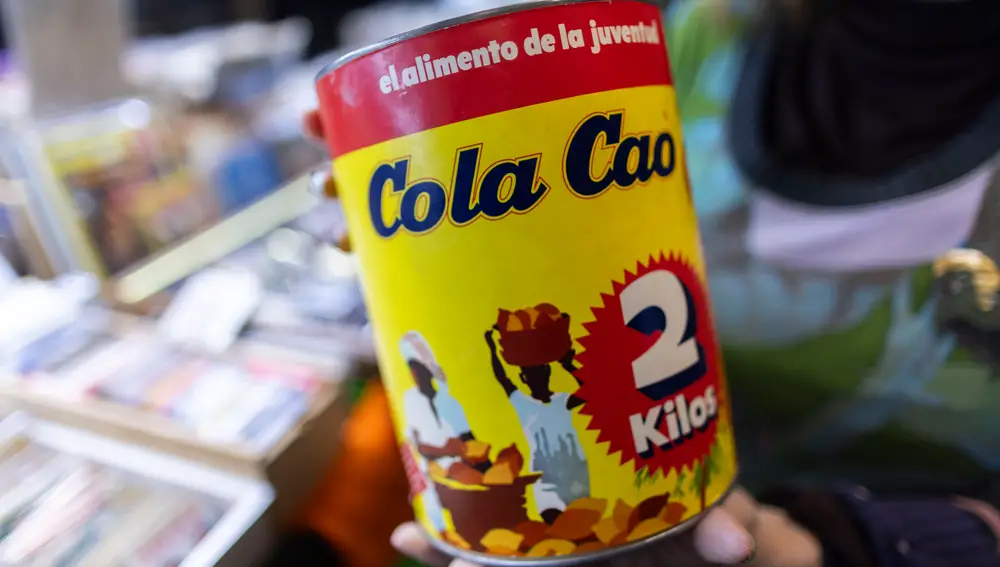 el alimento de la juventud
Cola Cao
2
Kilos